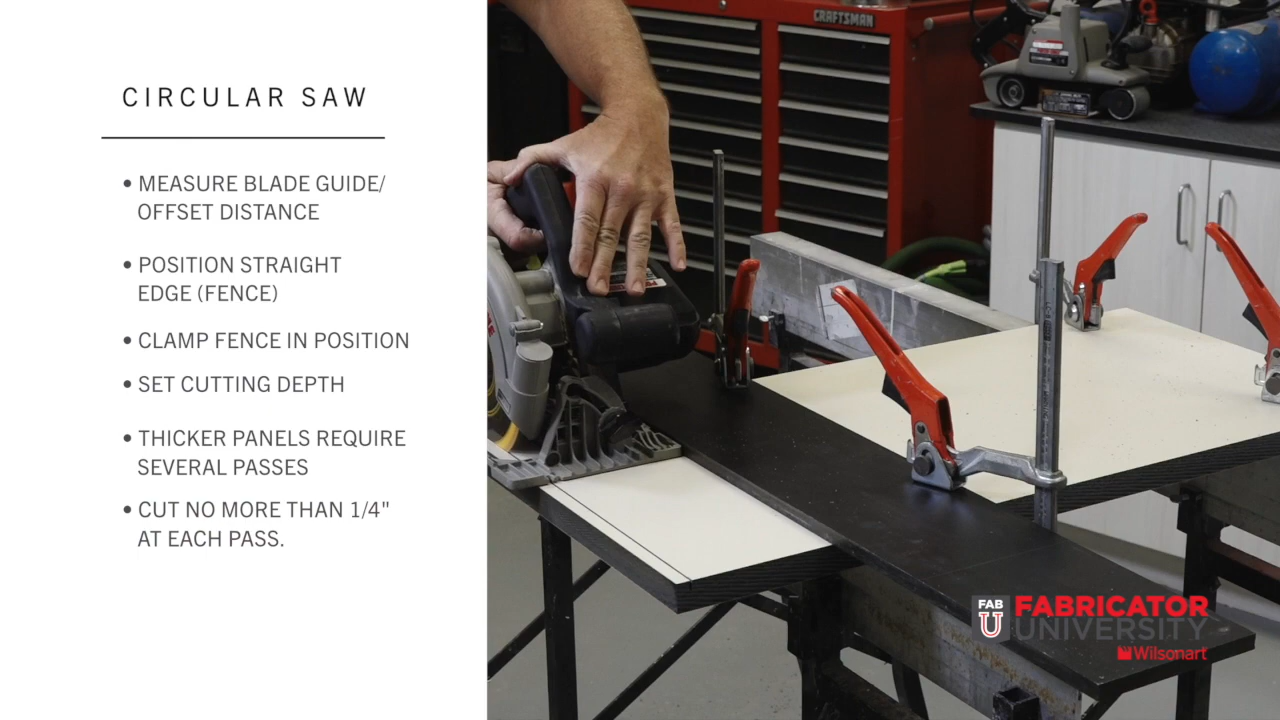 CIRCULAR SAW
• MEASURE BLADE GUIDE/
OFFSET DISTANCE
• POSITION STRAIGHT
EDGE (FENCE)
• CLAMP FENCE IN POSITION
• SET CUTTING DEPTH
• THICKER PANELS REQUIRE
SEVERAL PASSES
• CUT NO MORE THAN 1/4"
AT EACH PASS.
CRAFTSMAN
FAB
U
FABRICATOR
UNIVERSITY
Wilsonart